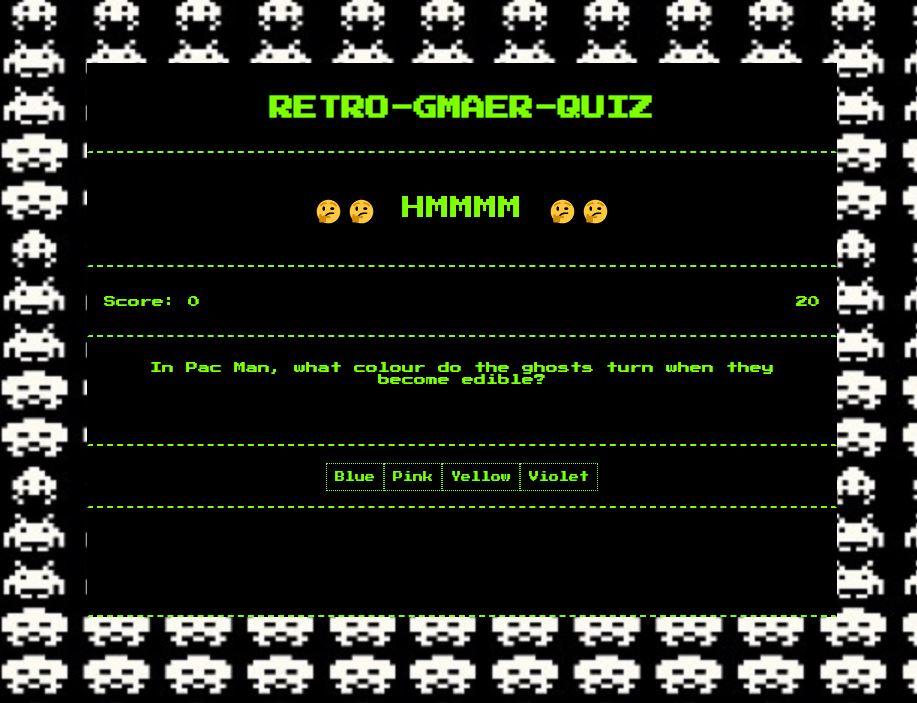 RETRO-GMAER-QUIZ
🤔🤔 HMMMM 🤔🤔
Score: 0 20
In Pac Man, what colour do the ghosts turn when they
become edible?
Blue Pink Yellow Violet